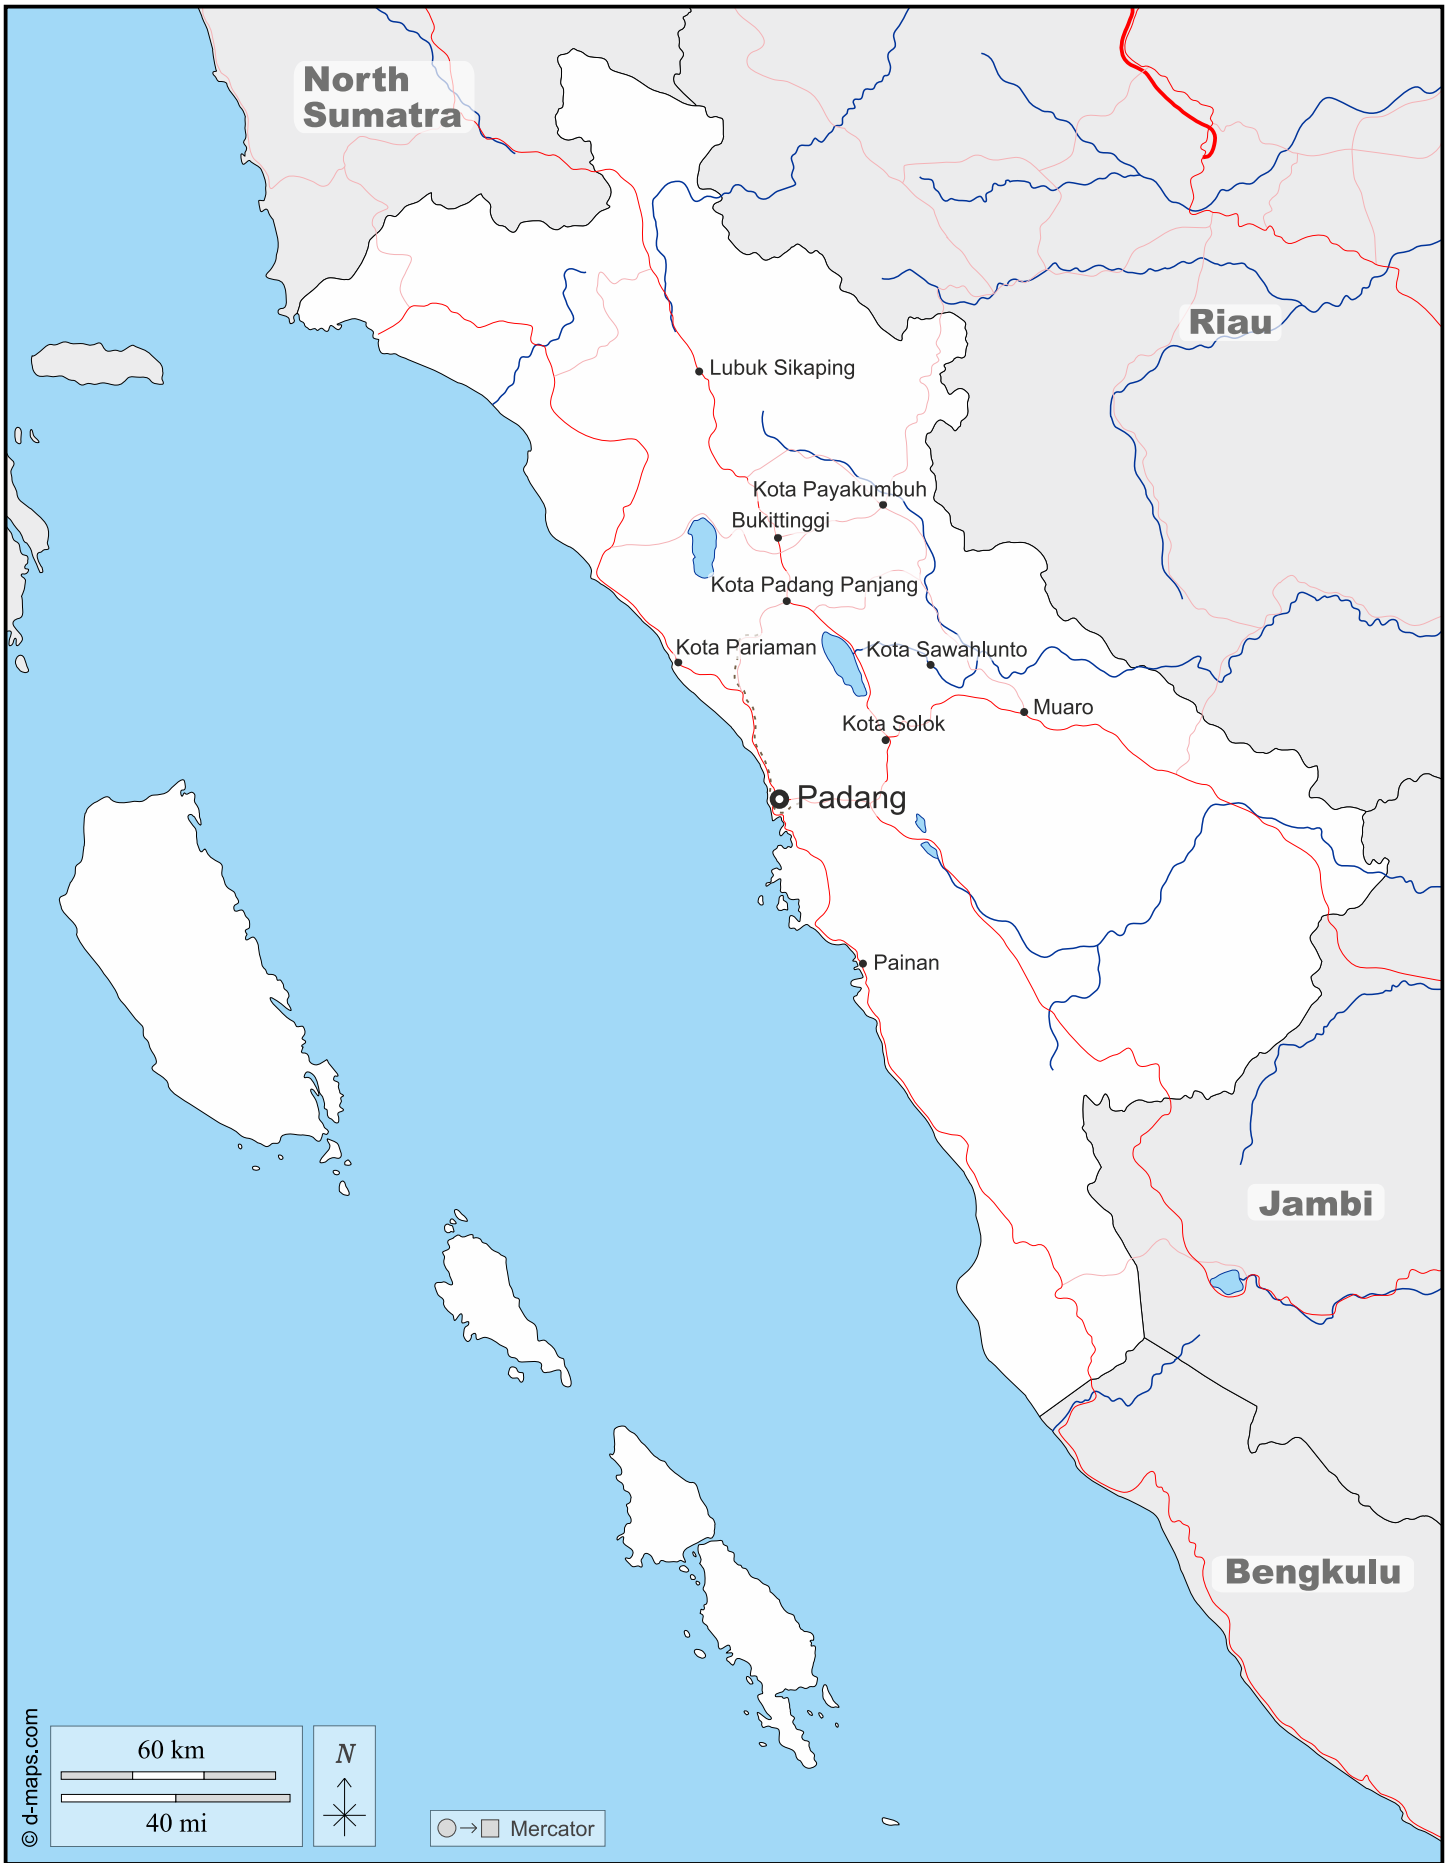 North
Sumatra
Riau
Lubuk Sikaping
Kota Payakumbuh
Bukittinggi
Kota Padang Panjang
Kota Pariaman
Kota Sawahlunto
Muaro
Kota Solok
Padang
Painan
Jambi
Bengkulu
© d-maps.com
60 km
40 mi
N
Mercator